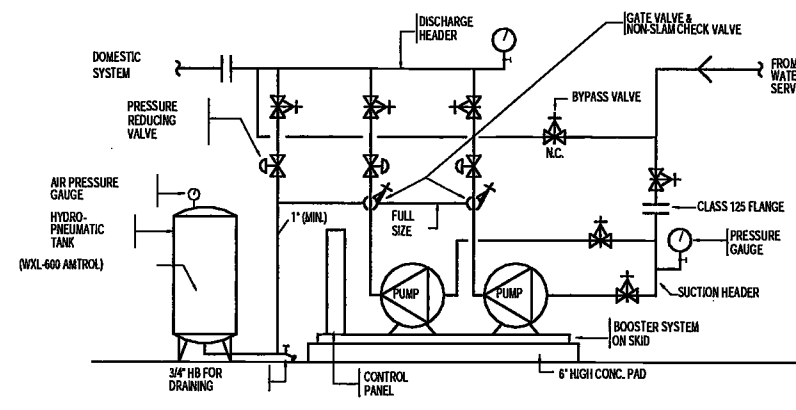 DISCHARGE
HEADER
GATE VALVE &
NON-SLAM CHECK VALVE
DOMESTIC
SYSTEM
FROM
WATE
SERV
PRESSURE
REDUCING
VALVE
BYPASS VALVE
N.C.
AIR PRESSURE
GAUGE
HYDRO-
PNEUMATIC
TANK
(WXL-600 AMTROL)
1" (MIN.)
FULL
SIZE
CLASS 125 FLANGE
PRESSURE
GAUGE
PUMP
PUMP
SUCTION HEADER
BOOSTER SYSTEM
ON SKID
3/4" HB FOR
DRAINING
CONTROL
PANEL
6" HIGH CONC. PAD